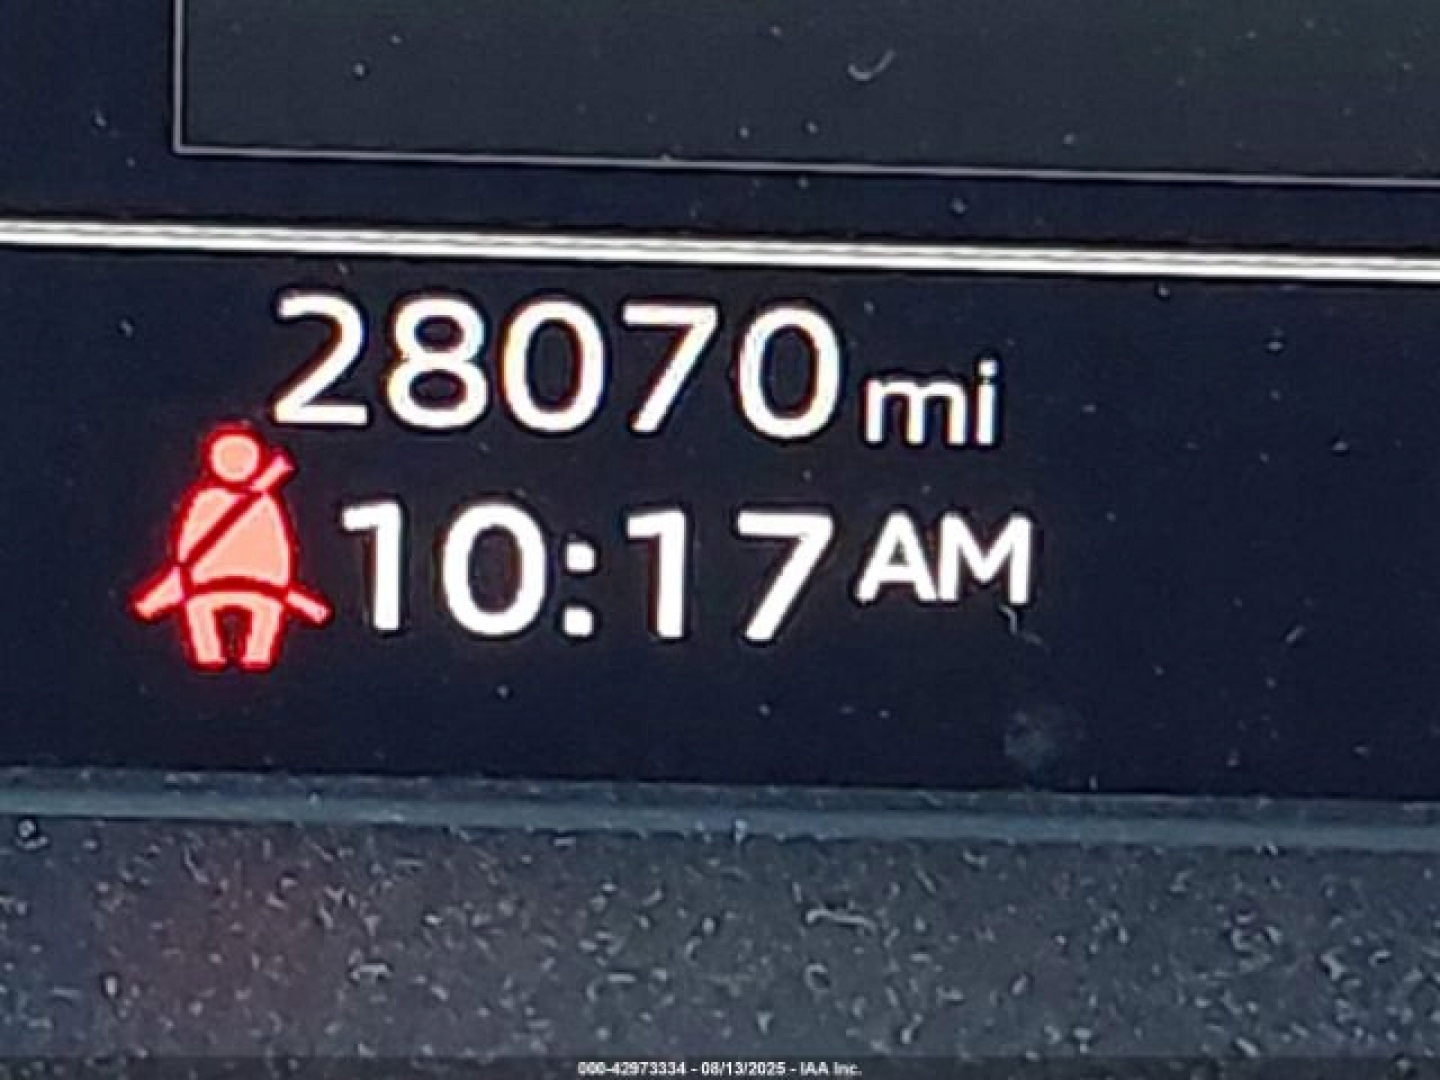 28070 mi
10:17 AM
000-42973334 - 08/13/2025 - IAA Inc.